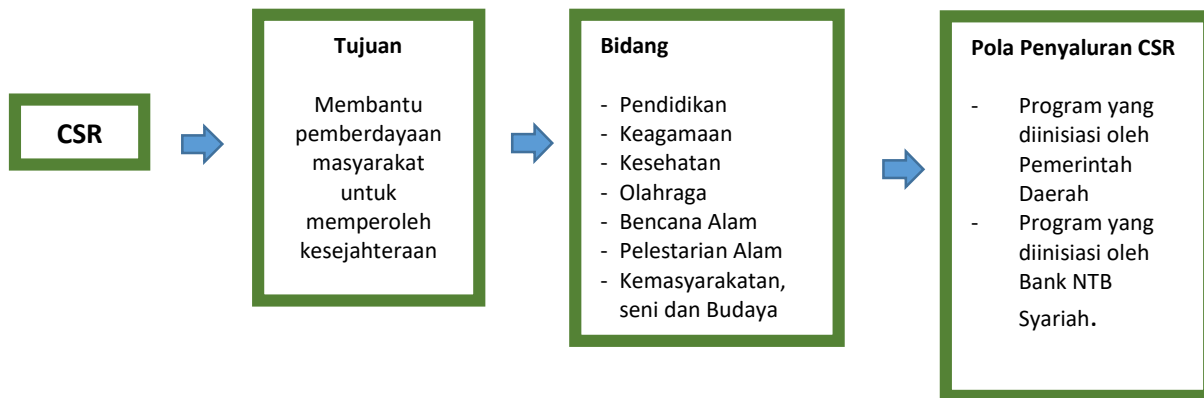 CSR
Tujuan
Membantu
pemberdayaan
masyarakat
untuk
memperoleh
kesejahteraan
Bidang
- Pendidikan
- Keagamaan
- Kesehatan
- Olahraga
- Bencana Alam
- Pelestarian Alam
- Kemasyarakatan,
seni dan Budaya
Pola Penyaluran CSR
- Program yang
diinisiasi oleh
Pemerintah
Daerah
- Program yang
diinisiasi oleh
Bank NTB
Syariah.